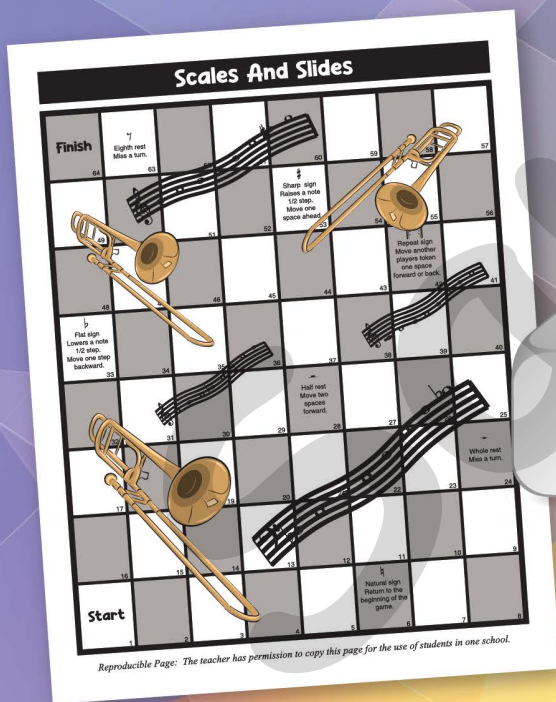 Scales And Slides
Finish
64
Eighth rest
Miss a turn.
63
60
59
58
57
49
51
52
Sharp sign
Raises a note
1/2 step.
Move one
space ahead.
53
54
55
56
48
46
45
44
43
Repeat sign
Move another
players token
one space
forward or back.
42
41
Flat sign
Lowers a note
1/2 step.
Move one step
backward.
33
34
35
36
37
38
39
40
32
31
30
29
Half rest
Move two
spaces
forward.
28
27
25
17
19
20
22
23
Whole rest
Miss a turn.
24
16
15
14
13
12
11
10
9
Start
1
2
3
4
5
Natural sign
Return to the
beginning of the
game.
6
7
8
Reproducible Page: The teacher has permission to copy this page for the use of students in one school.